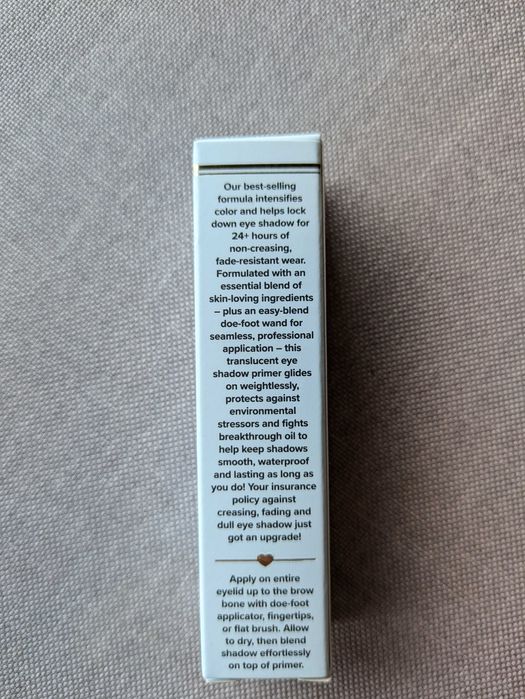 Our best-selling
formula intensifies
color and helps lock
down eye shadow for
24+ hours of
non-creasing,
fade-resistant wear.
Formulated with an
essential blend of
skin-loving ingredients
– plus an easy-blend
doe-foot wand for
seamless, professional
application – this
translucent eye
shadow primer glides
on weightlessly,
protects against
environmental
stressors and fights
breakthrough oil to
help keep shadows
smooth, waterproof
and lasting as long as
you do! Your insurance
policy against
creasing, fading and
dull eye shadow just
got an upgrade!
Apply on entire
eyelid up to the brow
bone with doe-foot
applicator, fingertips,
or flat brush. Allow
to dry, then blend
shadow effortlessly
on top of primer.